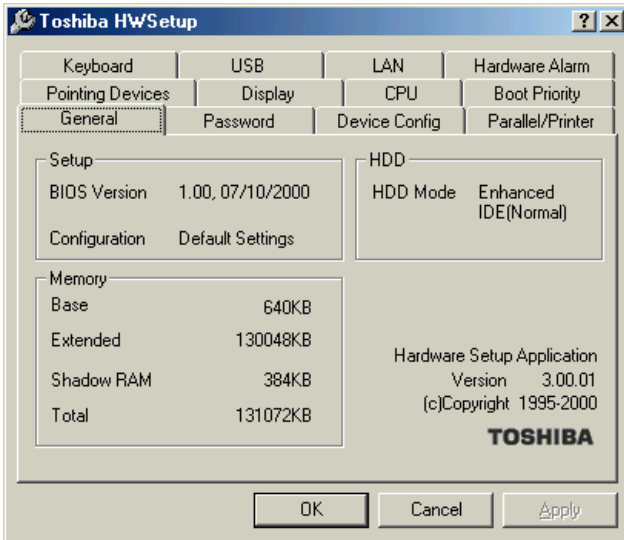 Toshiba HWSetup
Keyboard USB LAN Hardware Alarm
Pointing Devices Display CPU Boot Priority
General Password Device Config Parallel/Printer
Setup
BIOS Version 1.00, 07/10/2000
Configuration Default Settings
HDD
HDD Mode Enhanced
IDE(Normal)
Memory
Base 640KB
Extended 130048KB
Shadow RAM 384KB
Total 131072KB
Hardware Setup Application
Version 3.00.01
(c)Copyright 1995-2000
TOSHIBA
OK Cancel Apply